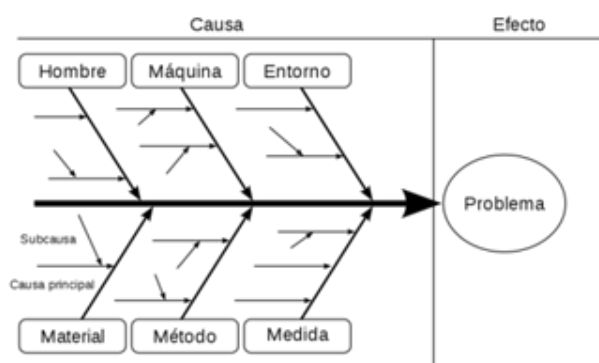 Causa
Efecto
Hombre
Máquina
Entorno
Problema
Subcausa
Causa principal
Material
Método
Medida